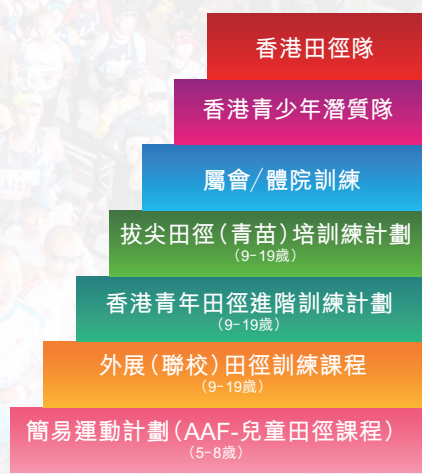 香港田徑隊
香港青少年潛質隊
屬會/體院訓練
拔尖田徑(青苗)培訓練計劃
(9-19歲)
香港青年田徑進階訓練計劃
(9-19歲)
外展(聯校)田徑訓練課程
(9-19歲)
簡易運動計劃(AAF-兒童田徑課程)
(5-8歲)